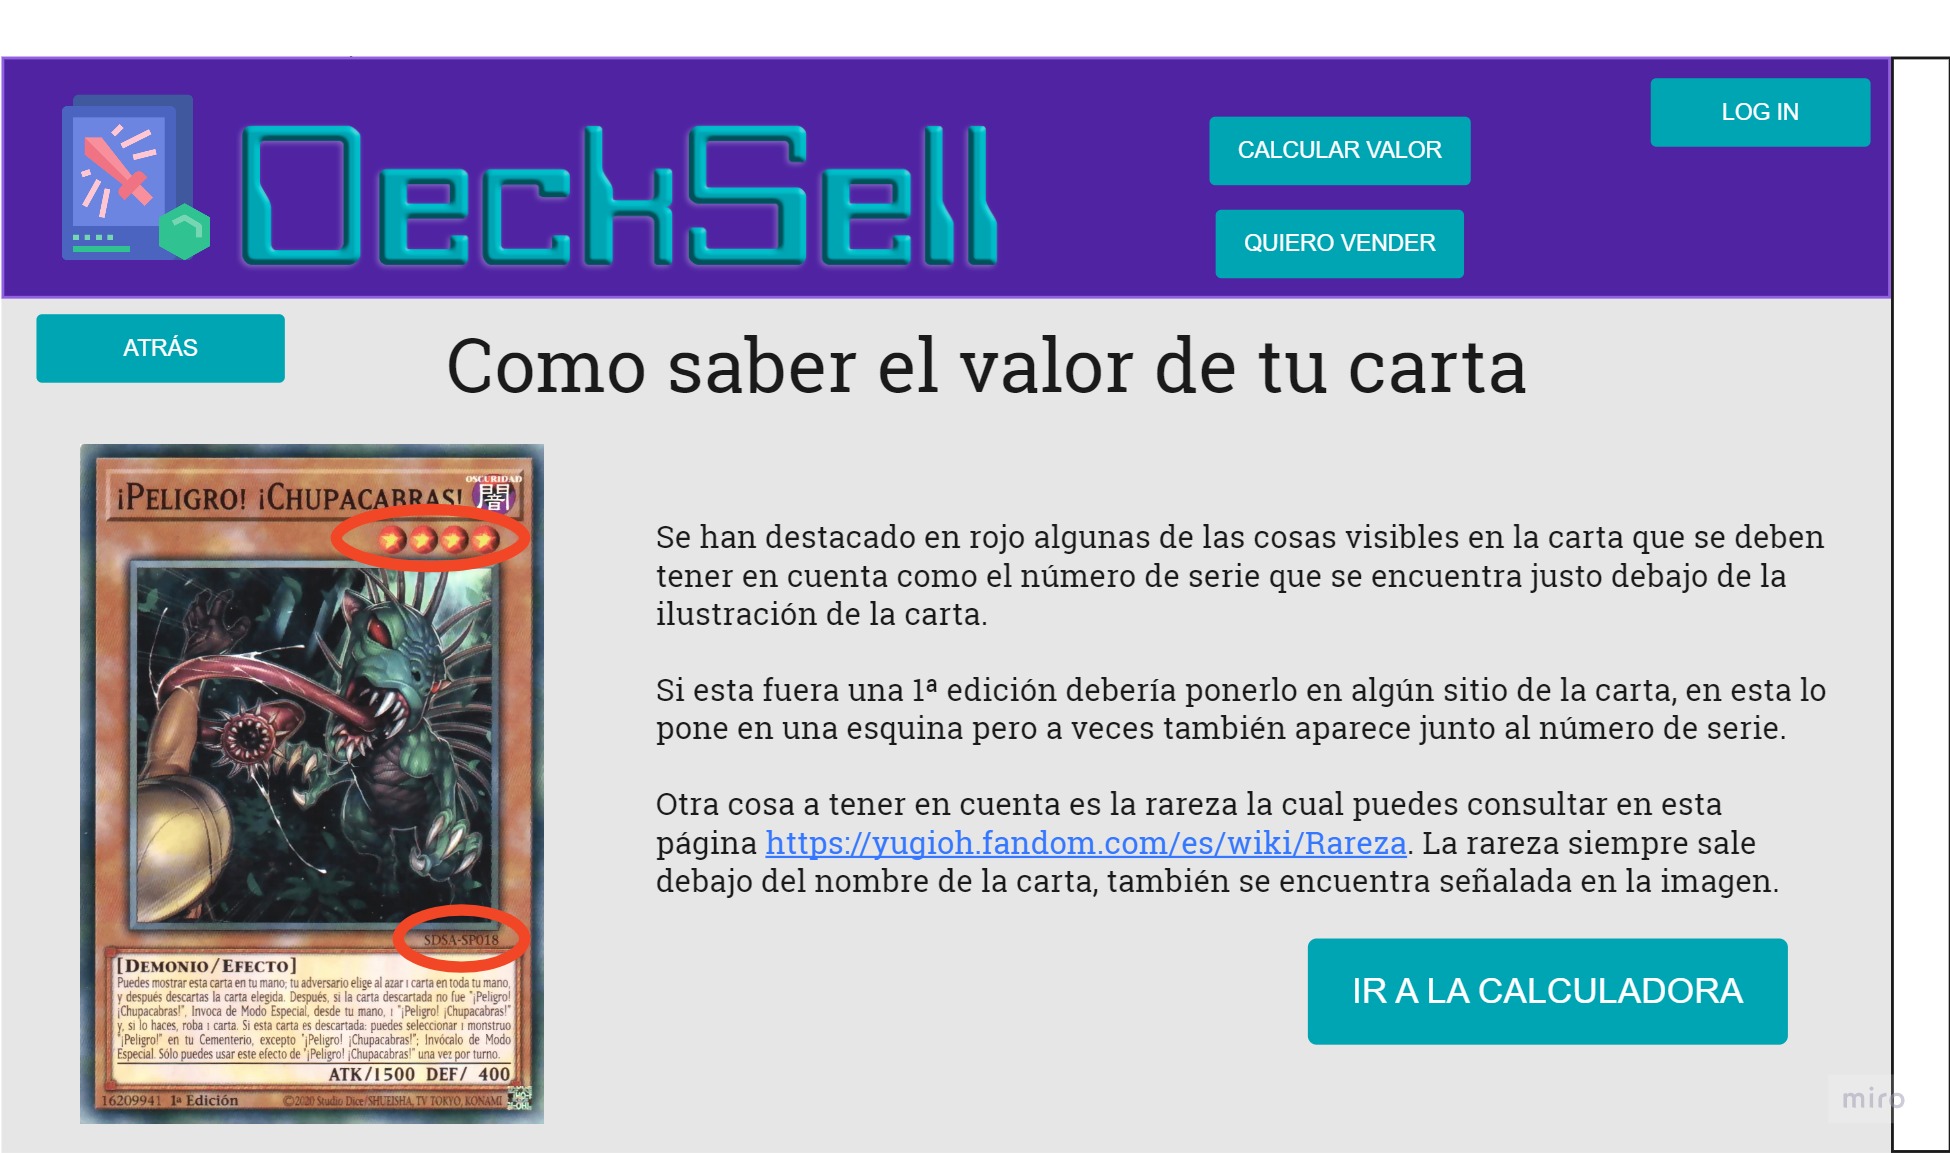 DeckSell
CALCULAR VALOR
QUIERO VENDER
LOG IN
ATRÁS
Como saber el valor de tu carta
¡PELIGRO! ¡CHUPACABRAS!
OSCURIDAD
闇
SDSA-SP018
[DEMONIO/EFECTO]
Puedes mostrar esta carta en tu mano; tu adversario elige al azar 1 carta en toda tu mano,
y después descartas la carta elegida. Después, si la carta descartada no fue "¡Peligro!
¡Chupacabras!", Invoca de Modo Especial, desde tu mano, 1 "¡Peligro! ¡Chupacabras!"
y, si lo haces, roba 1 carta. Si esta carta es descartada: puedes seleccionar 1 monstruo
"¡Peligro!" en tu Cementerio, excepto "¡Peligro! ¡Chupacabras!"; Invócalo de Modo
Especial. Sólo puedes usar este efecto de "¡Peligro! ¡Chupacabras!" una vez por turno.
ATK/1500 DEF/ 400
16209941 1ª Edición ©2020 Studio Dice/SHUEISHA, TV TOKYO, KONAMI
Se han destacado en rojo algunas de las cosas visibles en la carta que se deben
tener en cuenta como el número de serie que se encuentra justo debajo de la
ilustración de la carta.
Si esta fuera una 1ª edición debería ponerlo en algún sitio de la carta, en esta lo
pone en una esquina pero a veces también aparece junto al número de serie.
Otra cosa a tener en cuenta es la rareza la cual puedes consultar en esta
página https://yugioh.fandom.com/es/wiki/Rareza. La rareza siempre sale
debajo del nombre de la carta, también se encuentra señalada en la imagen.
IR A LA CALCULADORA
miro